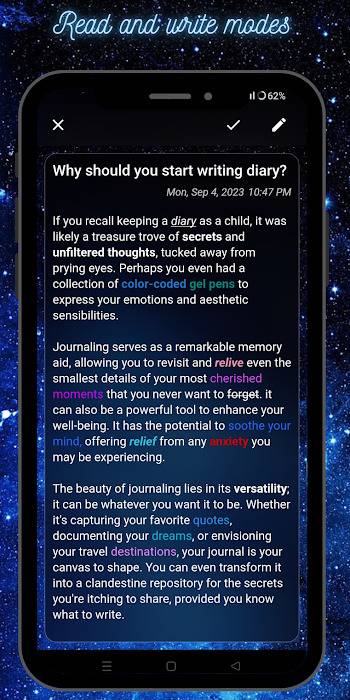 Read and write modes
62%
Why should you start writing diary?
Mon, Sep 4, 2023 10:47 PM
If you recall keeping a diary as a child, it was
likely a treasure trove of secrets and
unfiltered thoughts, tucked away from
prying eyes. Perhaps you even had a
collection of color-coded gel pens to
express your emotions and aesthetic
sensibilities.
Journaling serves as a remarkable memory
aid, allowing you to revisit and relive even the
smallest details of your most cherished
moments that you never want to forget. it
can also be a powerful tool to enhance your
well-being. It has the potential to soothe your
mind, offering relief from any anxiety you
may be experiencing.
The beauty of journaling lies in its versatility;
it can be whatever you want it to be. Whether
it's capturing your favorite quotes,
documenting your dreams, or envisioning
your travel destinations, your journal is your
canvas to shape. You can even transform it
into a clandestine repository for the secrets
you're itching to share, provided you know
what to write.